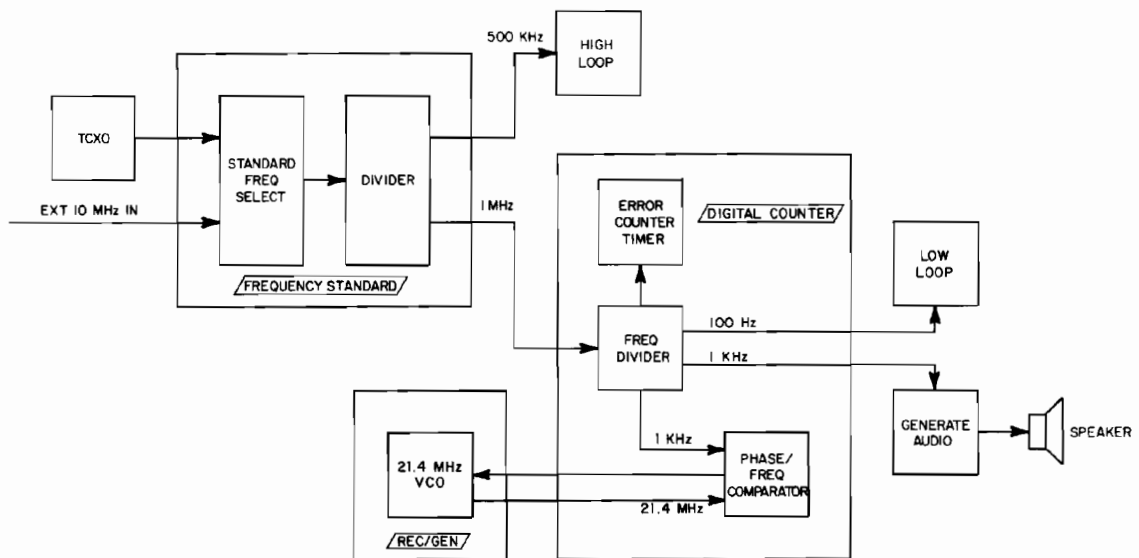 500 KHz
HIGH
LOOP
TCXO
STANDARD
FREQ
SELECT
DIVIDER
EXT 10 MHz IN
1 MHz
FREQUENCY STANDARD
ERROR
COUNTER
TIMER
DIGITAL COUNTER
LOW
LOOP
FREQ
DIVIDER
100 Hz
1 KHz
GENERATE
AUDIO
SPEAKER
1 KHz
21.4 MHz
VCO
PHASE/
FREQ
COMPARATOR
21.4 MHz
REC/GEN